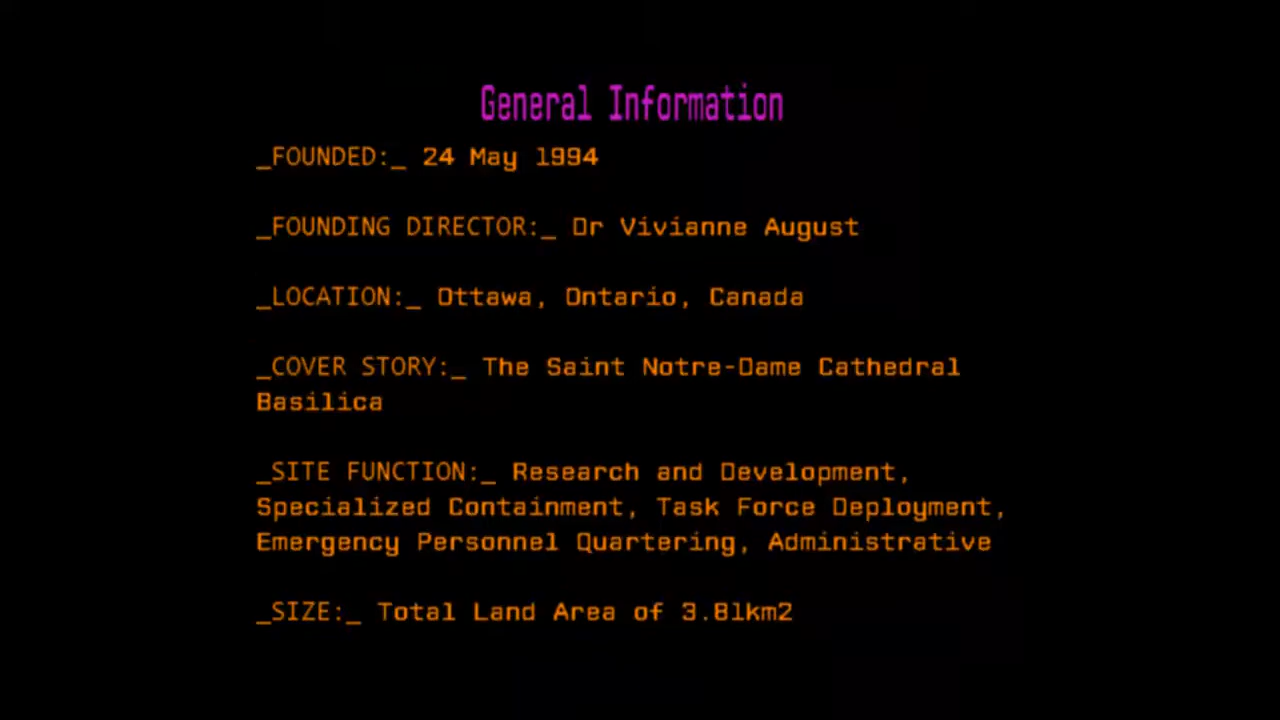 General Information
_FOUNDED:_ 24 May 1994
_FOUNDING DIRECTOR:_ Dr Vivianne August
_LOCATION:_ Ottawa, Ontario, Canada
_COVER STORY:_ The Saint Notre-Dame Cathedral
Basilica
_SITE FUNCTION:_ Research and Development,
Specialized Containment, Task Force Deployment,
Emergency Personnel Quartering, Administrative
_SIZE:_ Total Land Area of 3.81km2